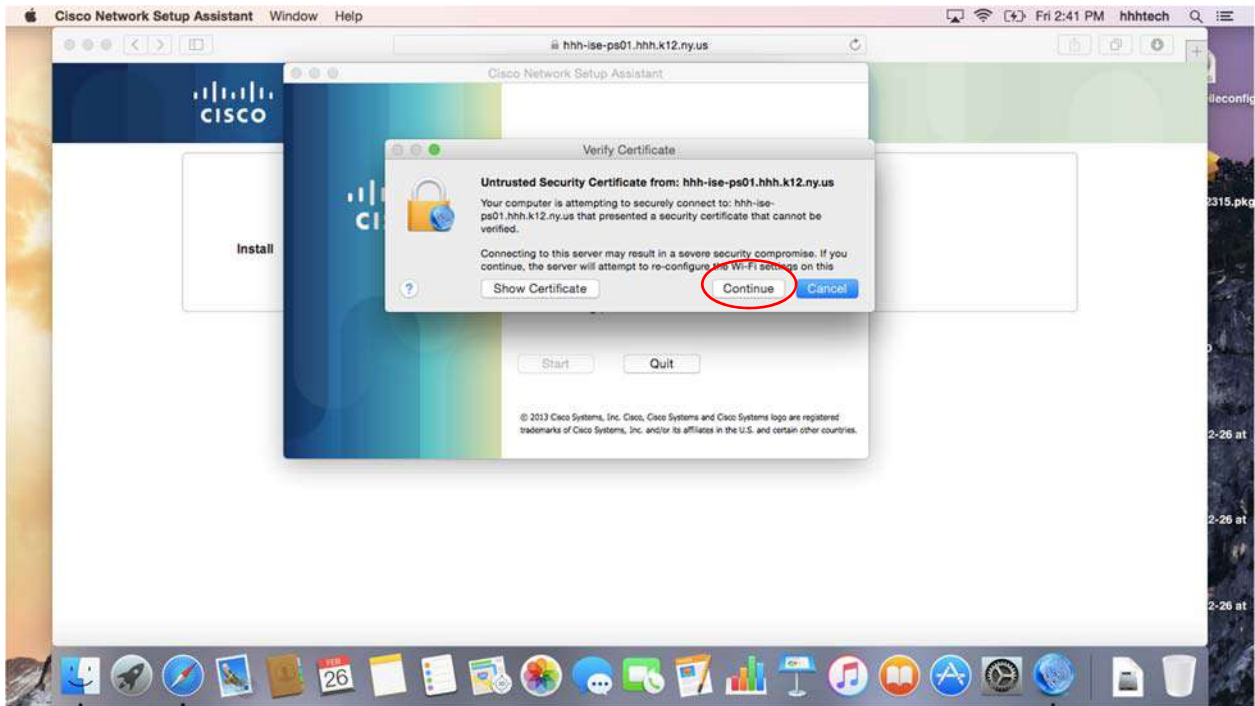 Cisco Network Setup Assistant Window Help Fri 2:41 PM hhhtech
hhh-ise-ps01.hhh.k12.ny.us
Cisco Network Setup Assistant
CISCO
Verify Certificate
Untrusted Security Certificate from: hhh-ise-ps01.hhh.k12.ny.us
Your computer is attempting to securely connect to: hhh-ise-
ps01.hhh.k12.ny.us that presented a security certificate that cannot be
verified.
Connecting to this server may result in a severe security compromise. If you
continue, the server will attempt to re-configure the Wi-Fi settings on this
? Show Certificate Continue Cancel
CI
Install
Start Quit
© 2013 Cisco Systems, Inc. Cisco, Cisco Systems and Cisco Systems logo are registered
trademarks of Cisco Systems, Inc. and/or its affiliates in the U.S. and certain other countries.
ileconfig
2315.pkg
2-26 at
2-26 at
2-26 at
FEB
26